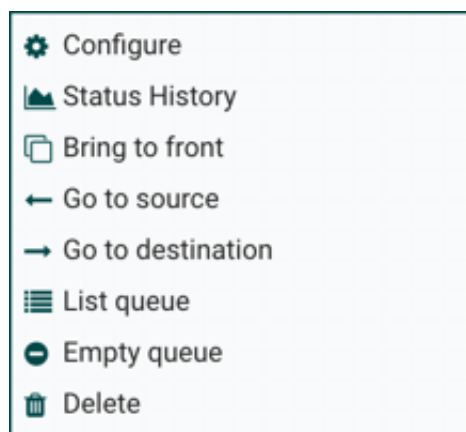 Configure
Status History
Bring to front
Go to source
Go to destination
List queue
Empty queue
Delete